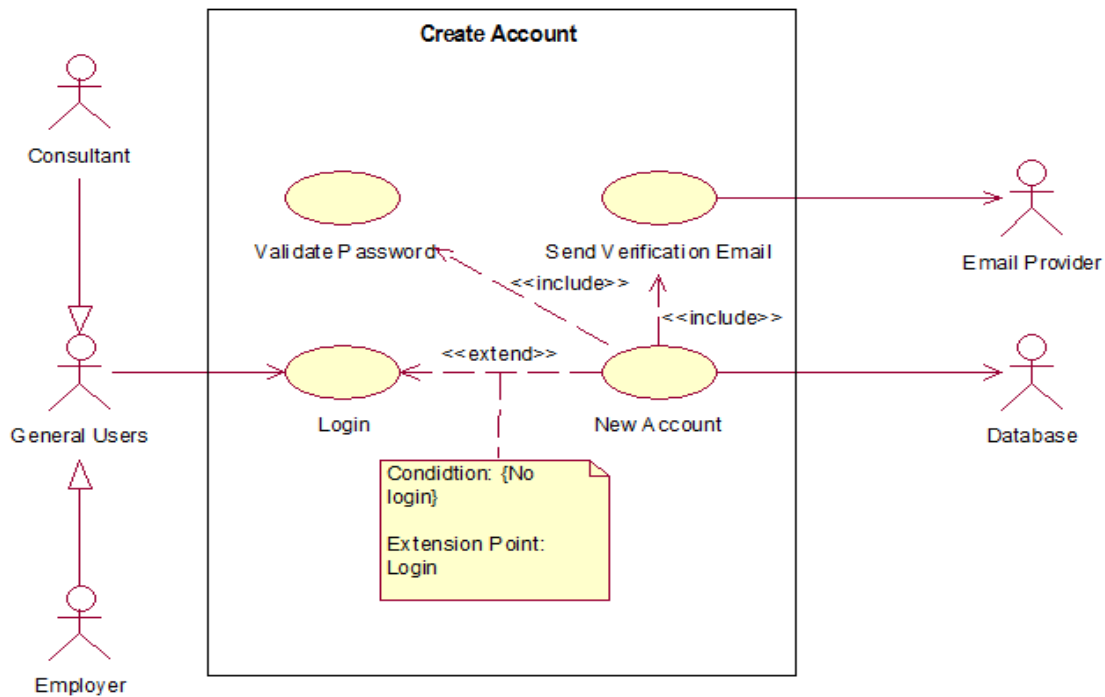 Create Account
Consultant
Validate Password
Send Verification Email
Email Provider
<<include>>
<<include>>
<<extend>>
General Users
Login
New Account
Database
Condidtion: {No
login}
Extension Point:
Login
Employer